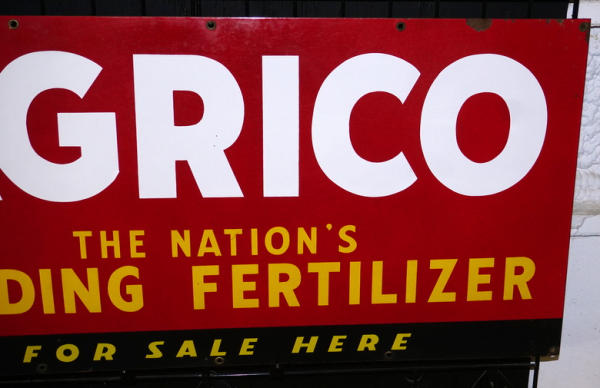 GRICO
THE NATION'S
DING FERTILIZER
FOR SALE HERE